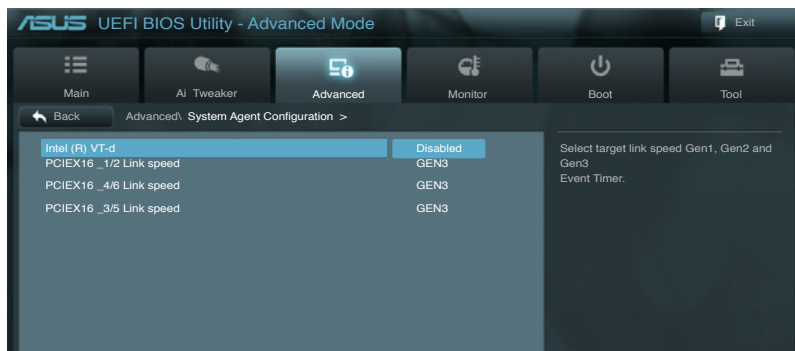 ASUS UEFI BIOS Utility - Advanced Mode
Exit
Main
Ai Tweaker
Advanced
Monitor
Boot
Tool
Back
Advanced\ System Agent Configuration >
Intel (R) VT-d Disabled
PCIEX16 _1/2 Link speed GEN3
PCIEX16 _4/6 Link speed GEN3
PCIEX16 _3/5 Link speed GEN3
Select target link speed Gen1, Gen2 and
Gen3
Event Timer.